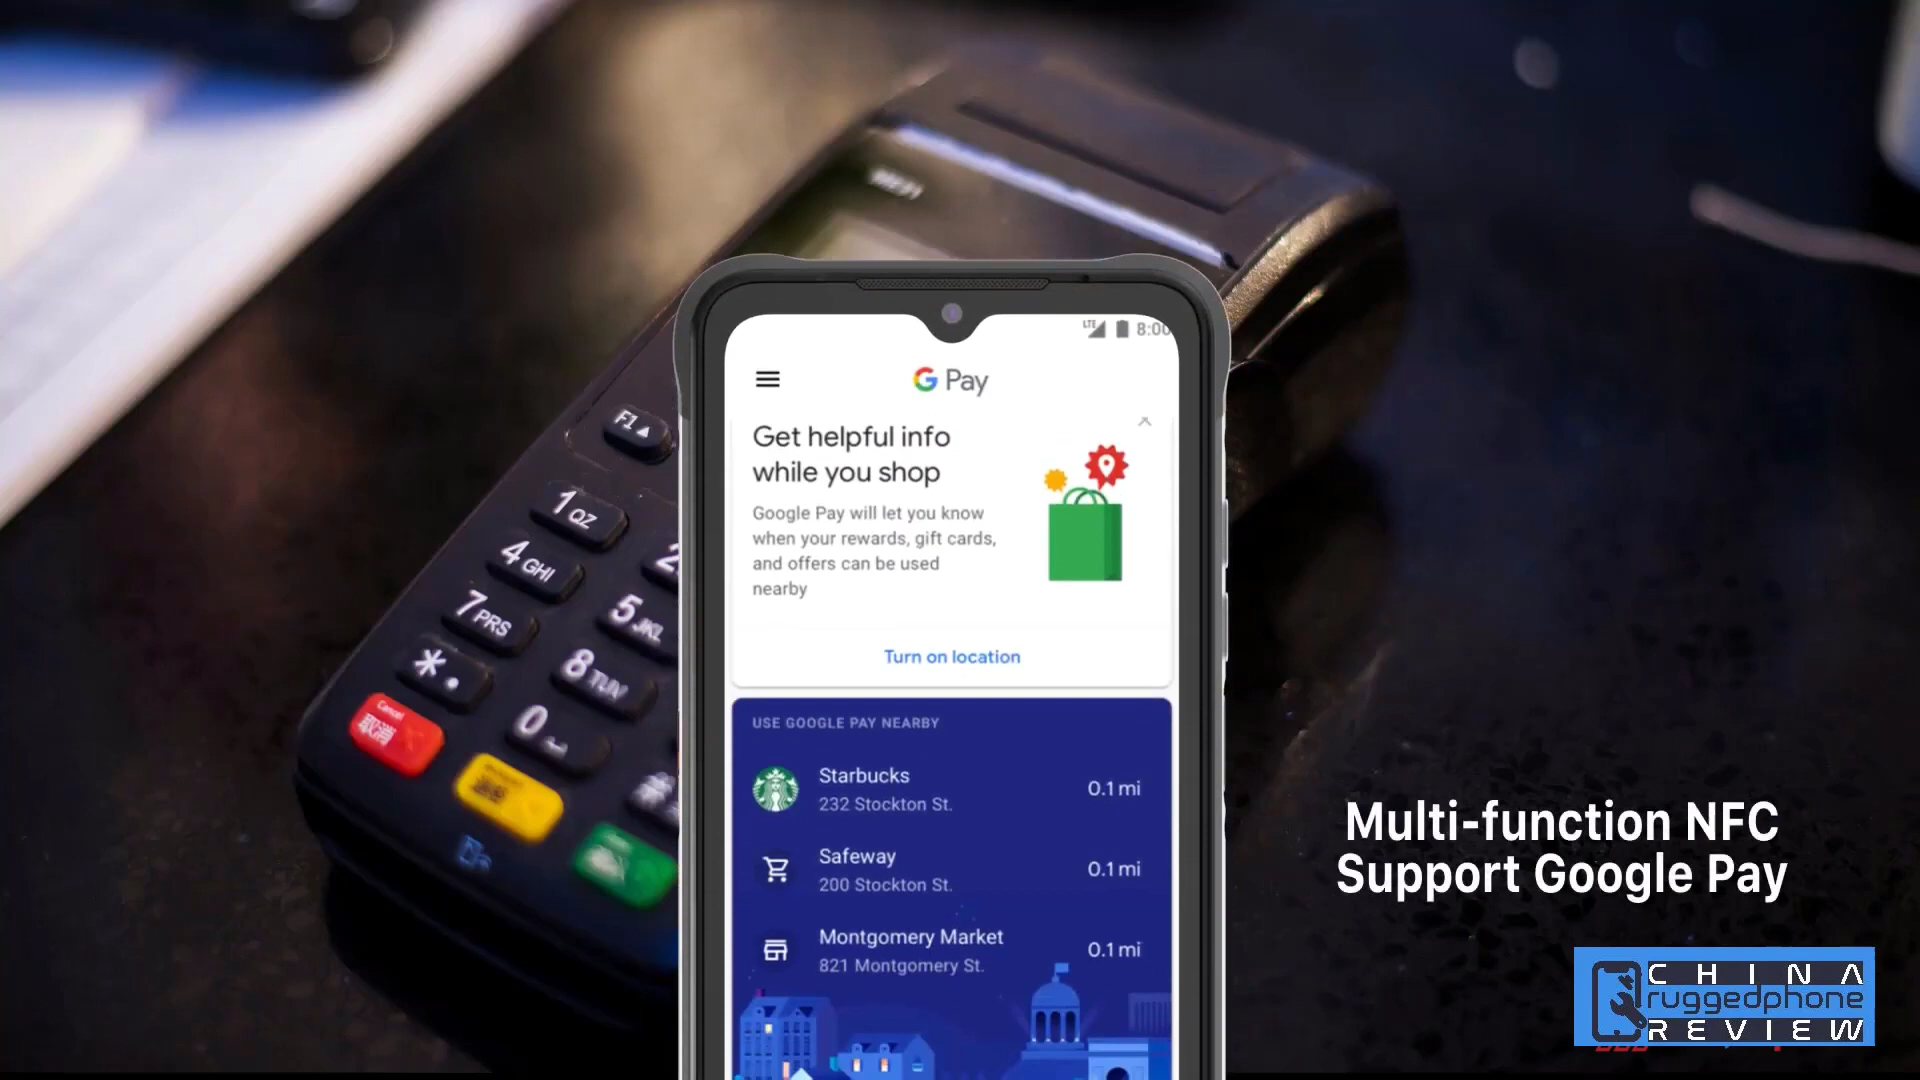 LTE 8:00
G Pay
Get helpful info
while you shop
Google Pay will let you know
when your rewards, gift cards,
and offers can be used
nearby
Turn on location
USE GOOGLE PAY NEARBY
Starbucks
232 Stockton St.
0.1 mi
Safeway
200 Stockton St.
0.1 mi
Montgomery Market
821 Montgomery St.
0.1 mi
F1▲
1 QZ
4 GHI
5 JKL
7 PRS
8 TUV
*.
0
Cancel
取消
Multi-function NFC
Support Google Pay
CHINA
ruggedphone
REVIEW